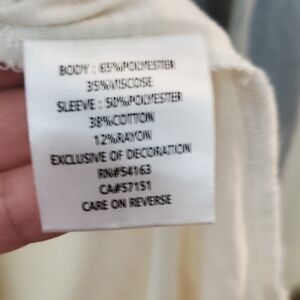 BODY : 65%POLYESTER
35%VISCOSE
SLEEVE : 50%POLYESTER
38%COTTON
12%RAYON
EXCLUSIVE OF DECORATION
RN#54163
CA#57151
CARE ON REVERSE